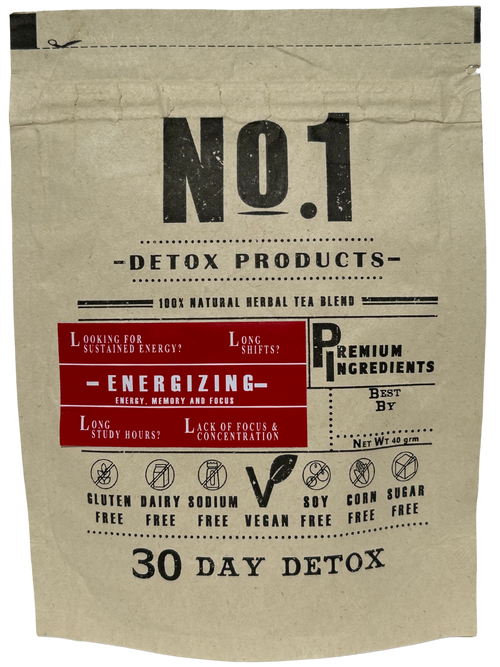 No.1
-DETOX PRODUCTS-
100% NATURAL HERBAL TEA BLEND
LOOKING FOR
SUSTAINED ENERGY?
LONG
SHIFTS?
PREMIUM
INGREDIENTS
- ENERGIZING-
ENERGY, MEMORY AND FOCUS
BEST
BY
LONG
STUDY HOURS?
LACK OF FOCUS &
CONCENTRATION
NET WT 40 grm
GLUTEN
FREE
DAIRY
FREE
SODIUM
FREE
VEGAN
SOY
FREE
CORN
FREE
SUGAR
FREE
30 DAY DETOX